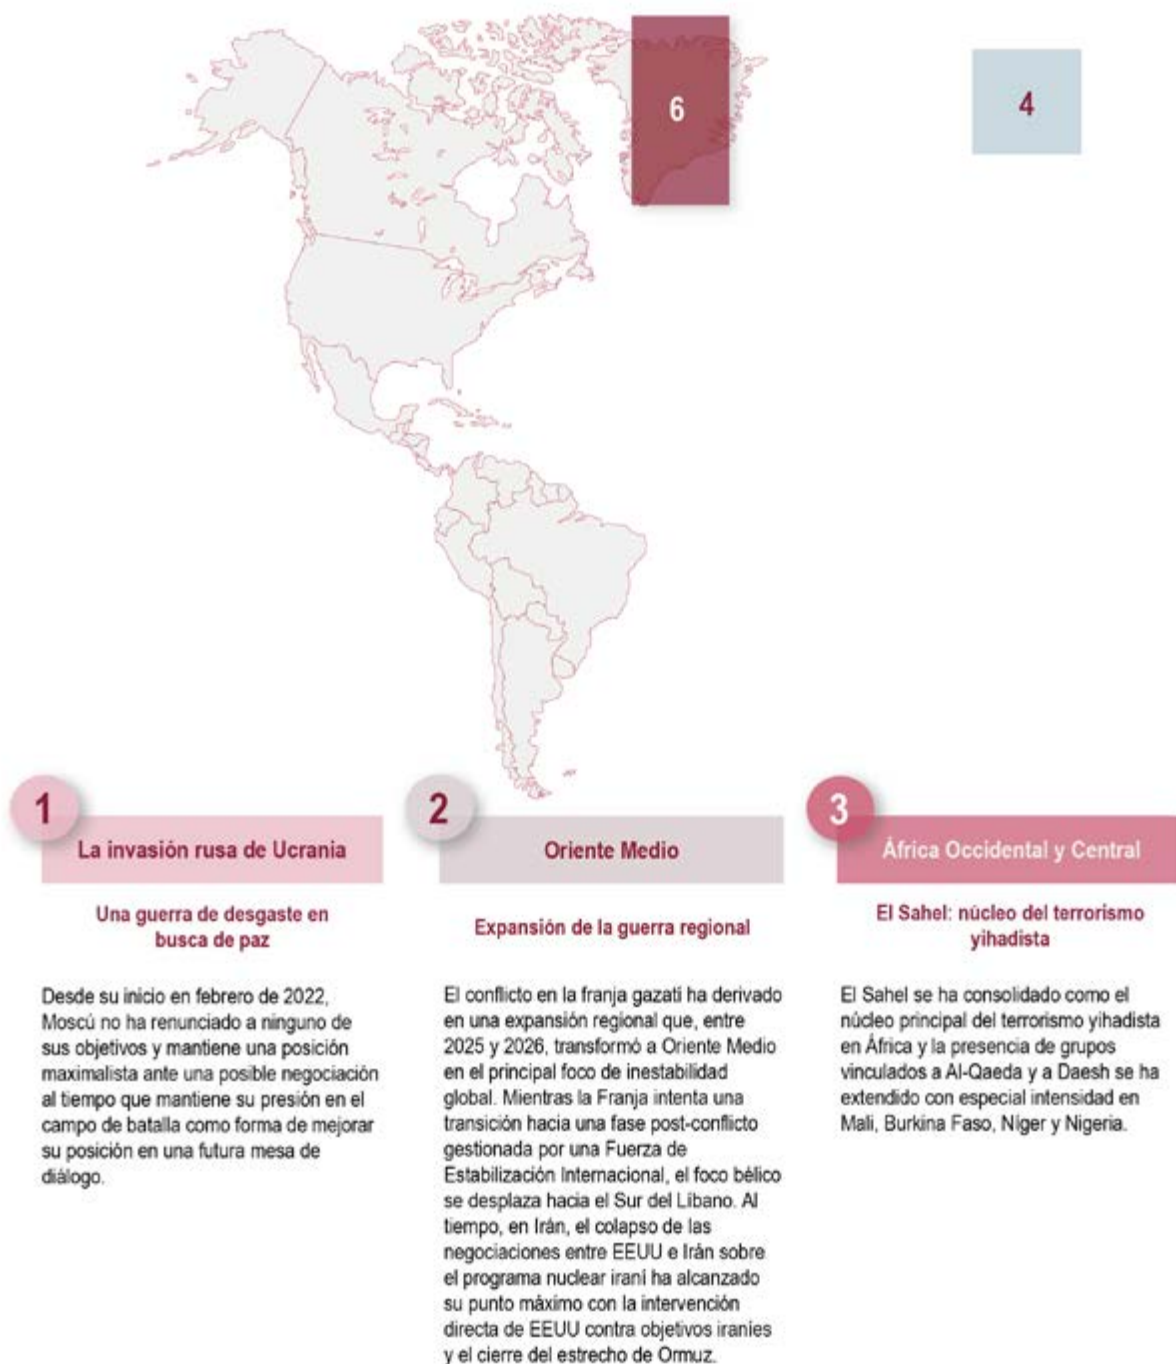 6
4
1
La invasión rusa de Ucrania
Una guerra de desgaste en
busca de paz
Desde su inicio en febrero de 2022,
Moscú no ha renunciado a ninguno de
sus objetivos y mantiene una posición
maximalista ante una posible negociación
al tiempo que mantiene su presión en el
campo de batalla como forma de mejorar
su posición en una futura mesa de
diálogo.
2
Oriente Medio
Expansión de la guerra regional
El conflicto en la franja gazatí ha derivado
en una expansión regional que, entre
2025 y 2026, transformó a Oriente Medio
en el principal foco de inestabilidad
global. Mientras la Franja intenta una
transición hacia una fase post-conflicto
gestionada por una Fuerza de
Estabilización Internacional, el foco bélico
se desplaza hacia el Sur del Líbano. Al
tiempo, en Irán, el colapso de las
negociaciones entre EEUU e Irán sobre
el programa nuclear iraní ha alcanzado
su punto máximo con la intervención
directa de EEUU contra objetivos iraníes
y el cierre del estrecho de Ormuz.
3
África Occidental y Central
El Sahel: núcleo del terrorismo
yihadista
El Sahel se ha consolidado como el
núcleo principal del terrorismo yihadista
en África y la presencia de grupos
vinculados a Al-Qaeda y a Daesh se ha
extendido con especial intensidad en
Mali, Burkina Faso, Níger y Nigeria.